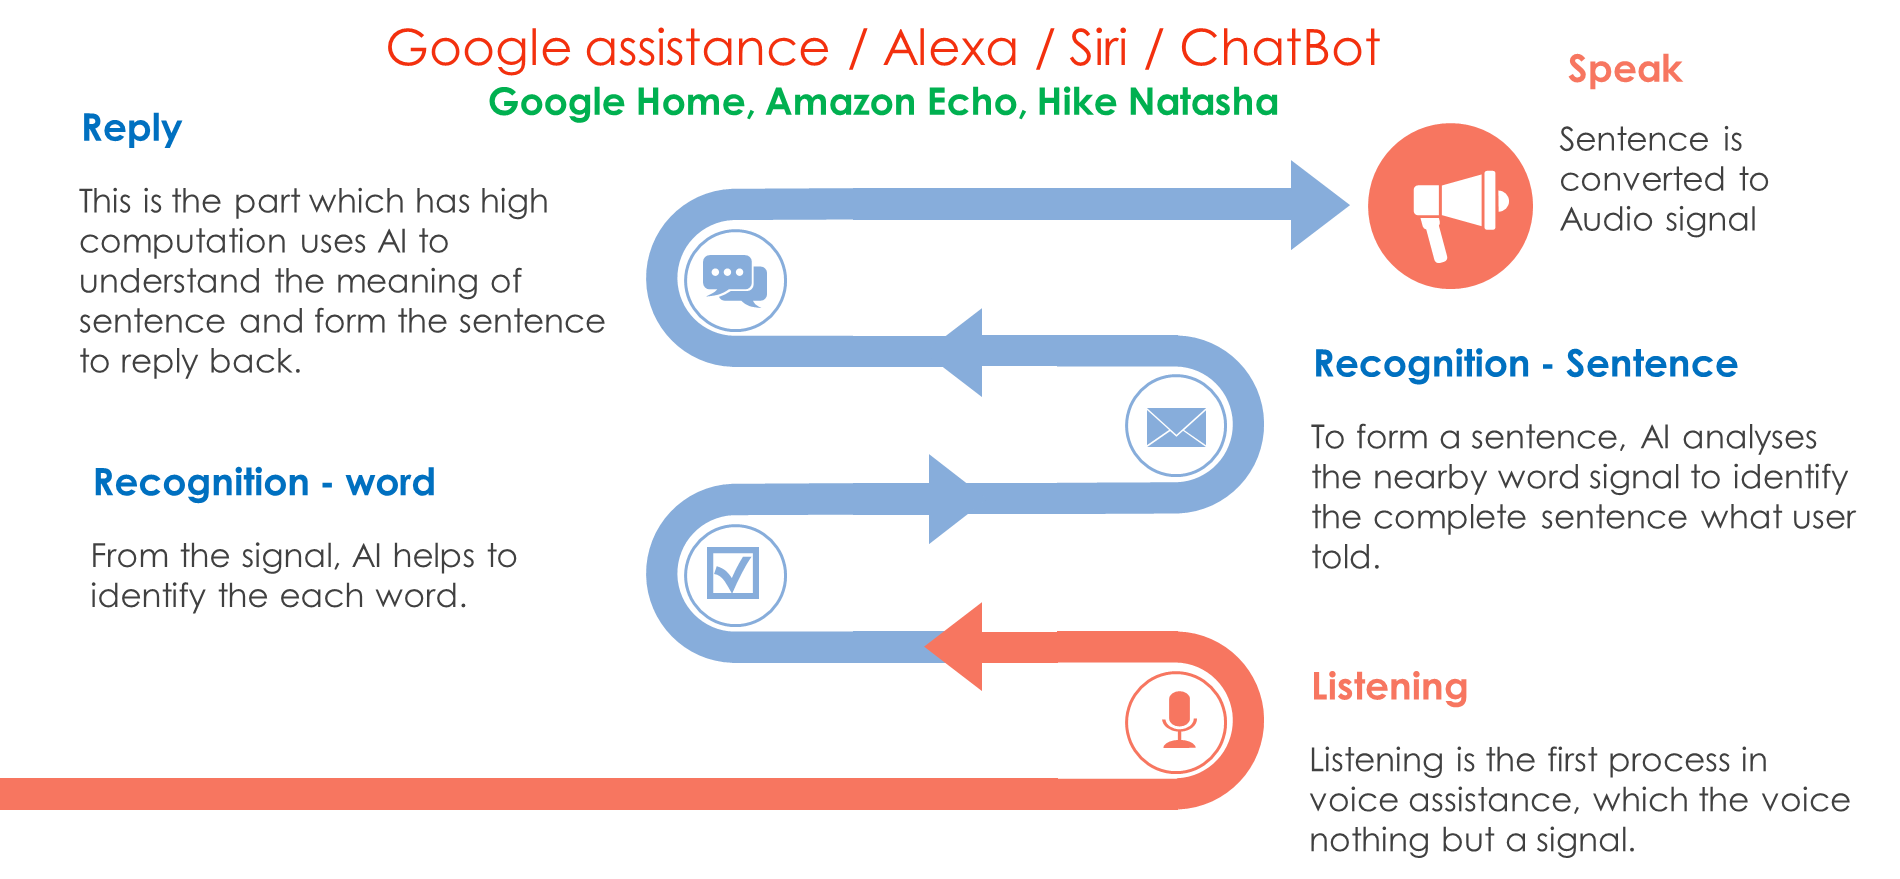 Google assistance / Alexa / Siri / ChatBot
Google Home, Amazon Echo, Hike Natasha
Speak
Sentence is
converted to
Audio signal
Reply
This is the part which has high
computation uses AI to
understand the meaning of
sentence and form the sentence
to reply back.
Recognition - Sentence
To form a sentence, AI analyses
the nearby word signal to identify
the complete sentence what user
told.
Recognition - word
From the signal, AI helps to
identify the each word.
Listening
Listening is the first process in
voice assistance, which the voice
nothing but a signal.